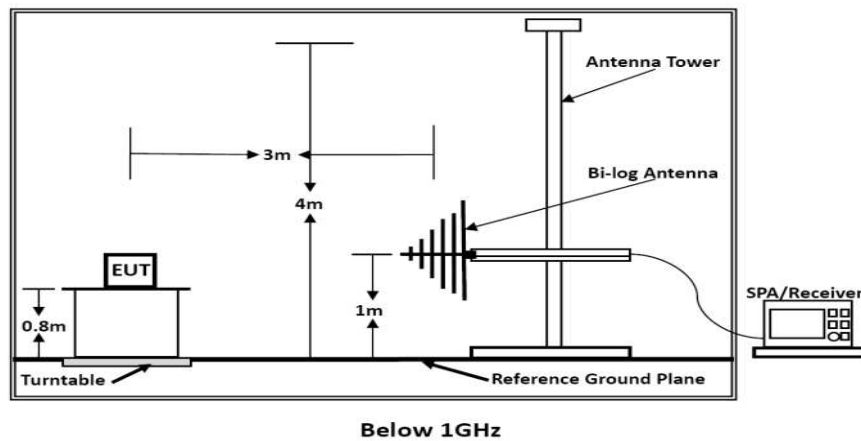 Antenna Tower
3m
Bi-log Antenna
4m
EUT
SPA/Receiver
0.8m
1m
Turntable
Reference Ground Plane
Below 1GHz